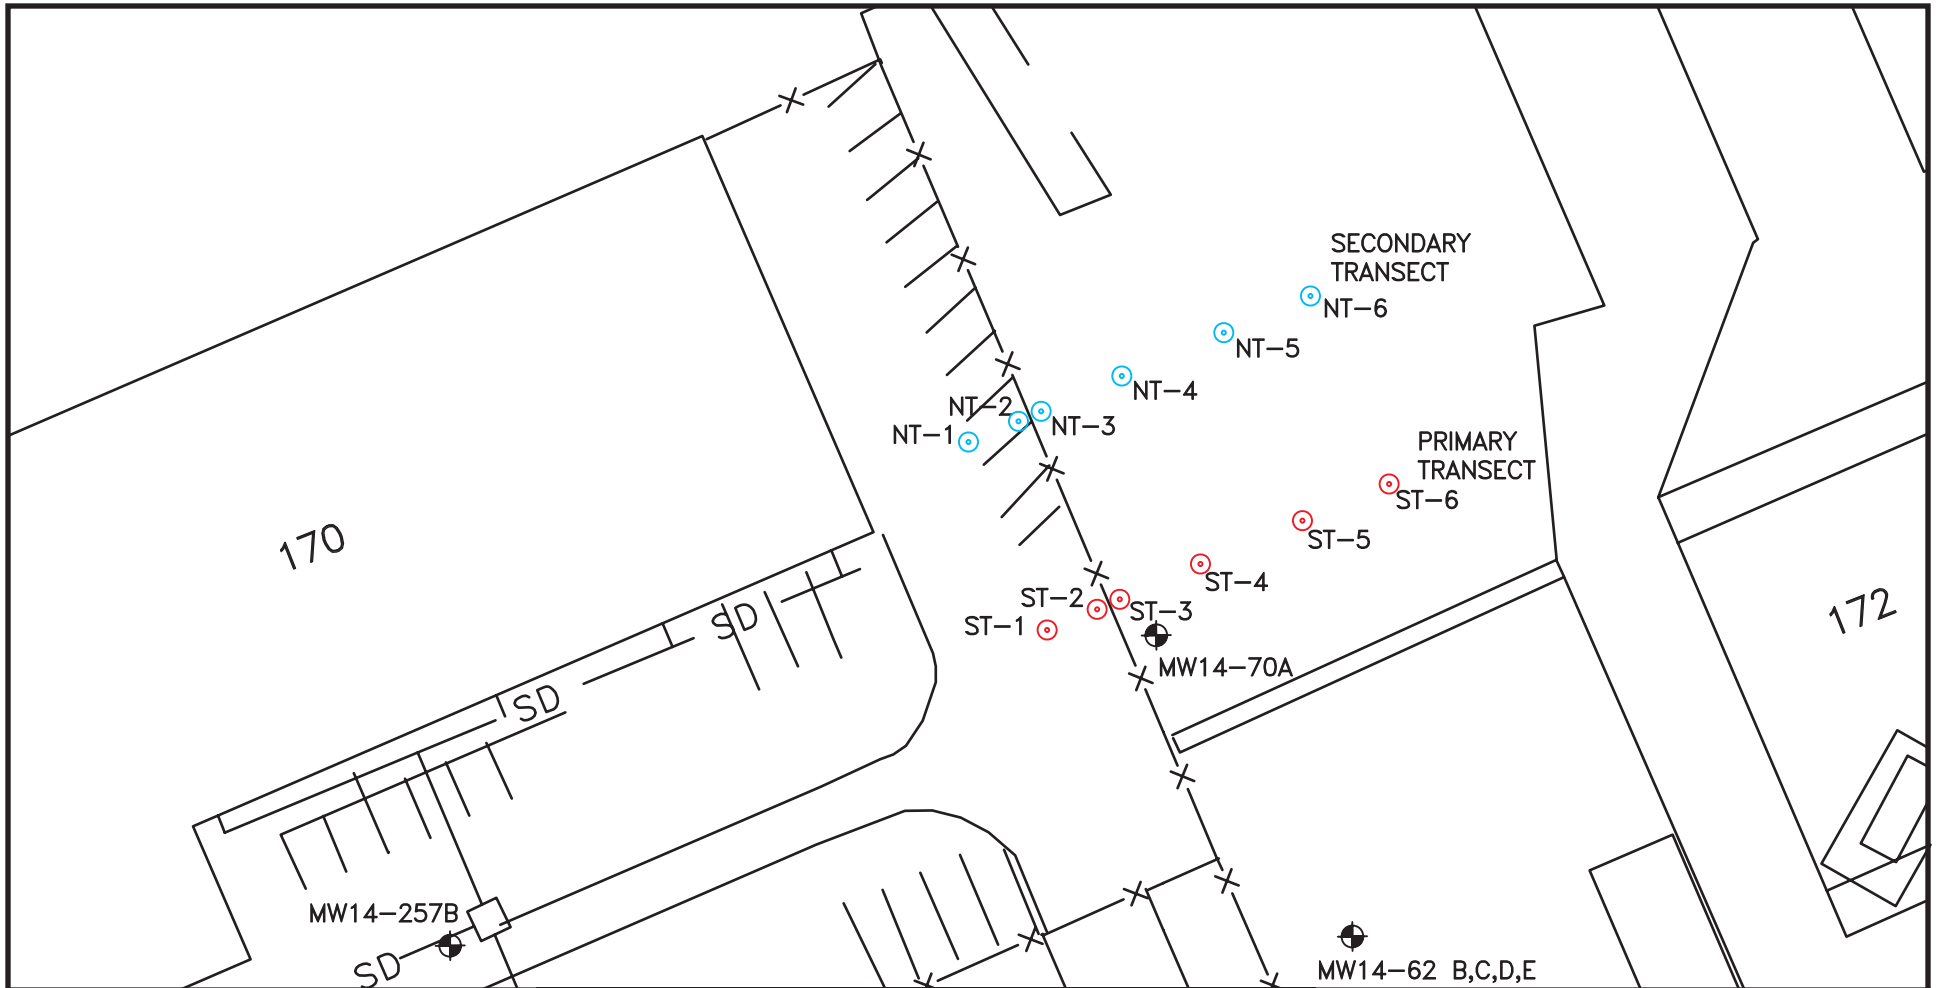 SECONDARY
TRANSECT
NT-6
NT-5
NT-4
NT-2
NT-3
NT-1
PRIMARY
TRANSECT
ST-6
ST-5
170
ST-4
172
ST-2
ST-3
ST-1
SD
MW14-70A
SD
MW14-257B
SD
MW14-62 B,C,D,E